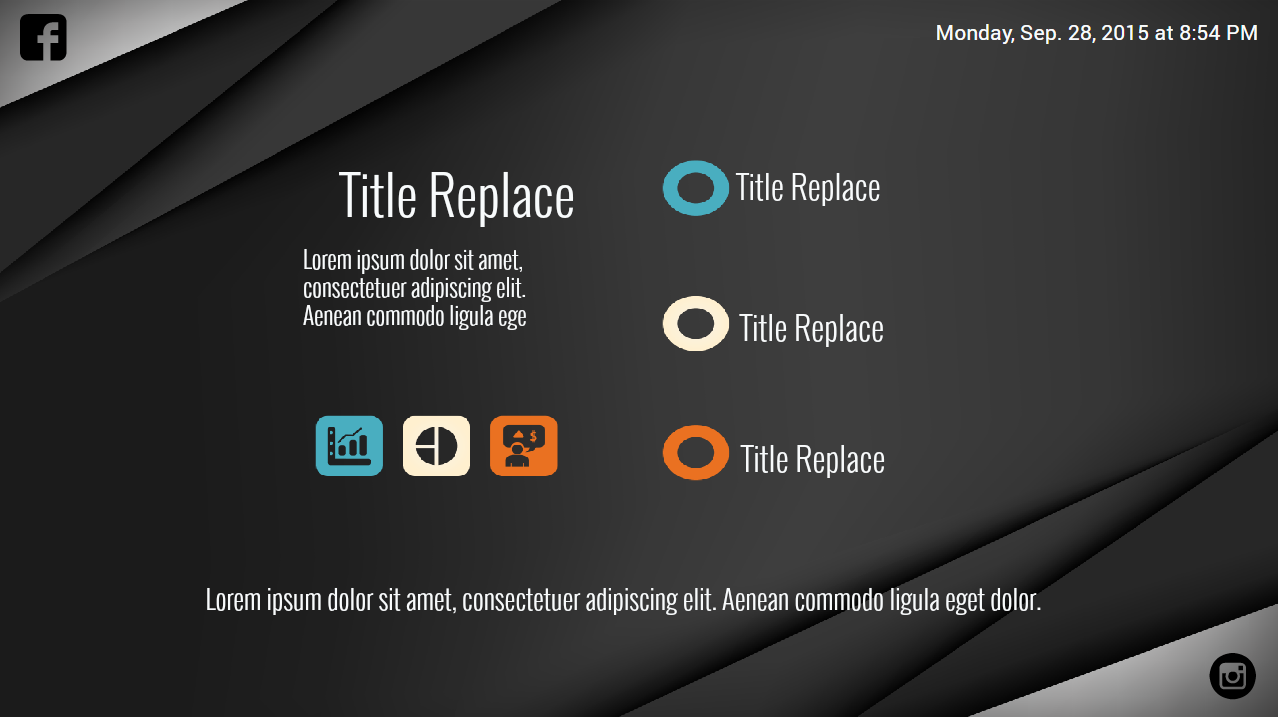 Monday, Sep. 28, 2015 at 8:54 PM
Title Replace
Lorem ipsum dolor sit amet,
consectetuer adipiscing elit.
Aenean commodo ligula ege
Title Replace
Title Replace
Title Replace
Lorem ipsum dolor sit amet, consectetuer adipiscing elit. Aenean commodo ligula eget dolor.